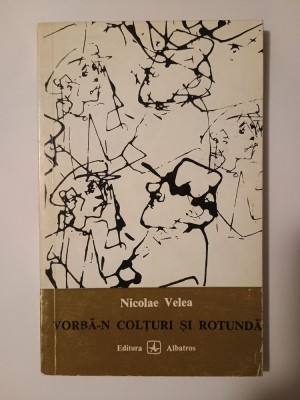 Nicolae Velea
VORBĂ-N COLȚURI ȘI ROTUNDĂ
Editura Albatros